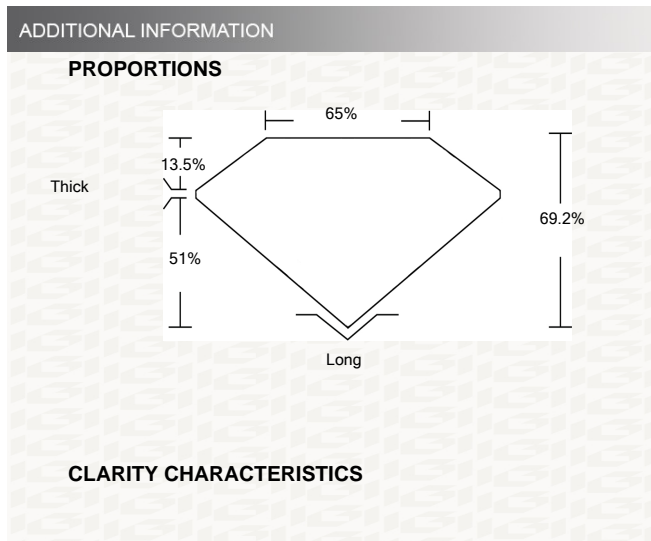 ADDITIONAL INFORMATION
PROPORTIONS
65%
13.5%
Thick
69.2%
51%
Long
CLARITY CHARACTERISTICS